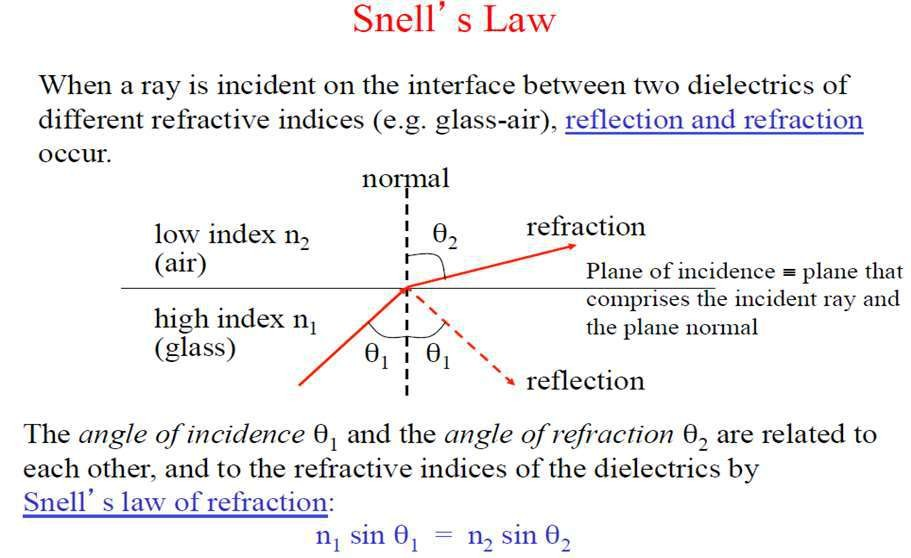 Snell’s Law
When a ray is incident on the interface between two dielectrics of
different refractive indices (e.g. glass-air), reflection and refraction
occur.
normal
low index n₂
(air)
θ₂
refraction
Plane of incidence ≡ plane that
comprises the incident ray and
the plane normal
high index n₁
(glass)
θ₁
θ₁
reflection
The angle of incidence θ₁ and the angle of refraction θ₂ are related to
each other, and to the refractive indices of the dielectrics by
Snell’s law of refraction:
n₁ sin θ₁ = n₂ sin θ₂